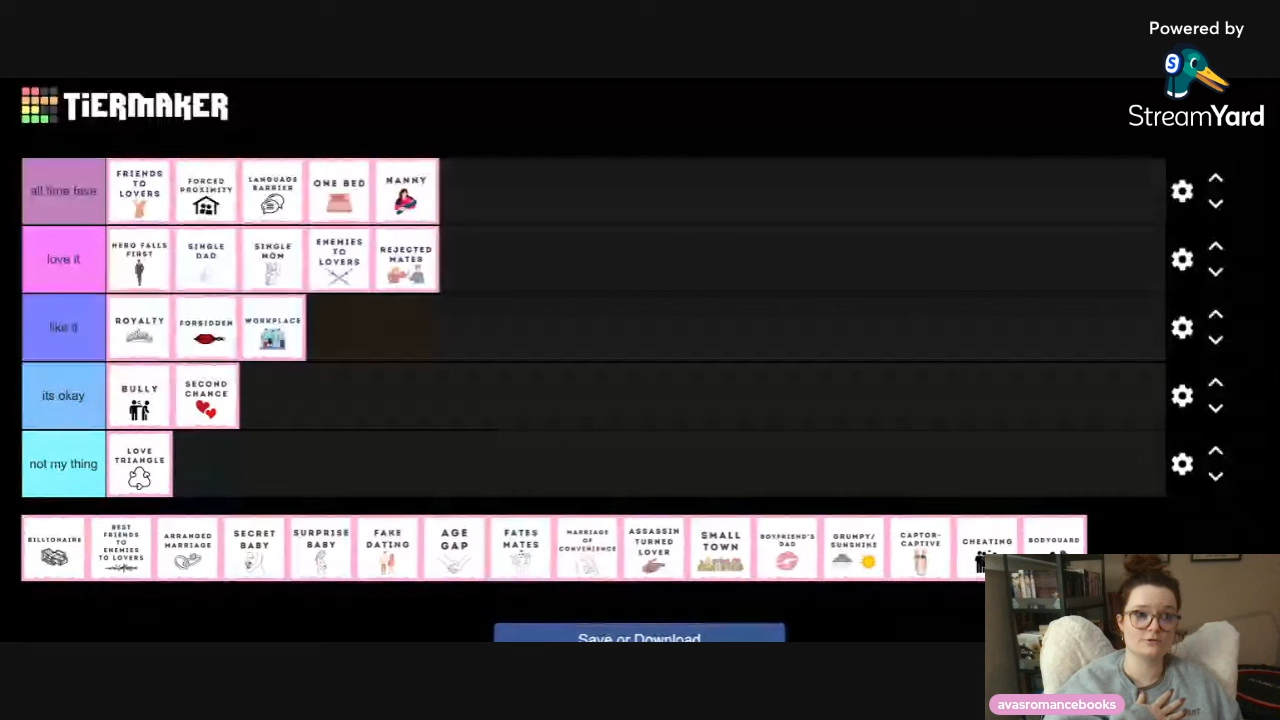 Powered by
StreamYard
TiERMAKER
all time fave
FRIENDS
TO
LOVERS
FORCED
PROXIMITY
LANGUAGE
BARRIER
ONE BED
NANNY
love it
HERO FALLS
FIRST
SINGLE
DAD
SINGLE
MOM
ENEMIES
TO
LOVERS
REJECTED
MATES
like it
ROYALTY
FORBIDDEN
WORKPLACE
its okay
BULLY
SECOND
CHANCE
not my thing
LOVE
TRIANGLE
BILLIONAIRE
BEST
FRIENDS
TO
ENEMIES
TO LOVERS
ARRANGED
MARRIAGE
SECRET
BABY
SURPRISE
BABY
FAKE
DATING
AGE
GAP
FATES
MATES
MARRIAGE
OF
CONVENIENCE
ASSASSIN
TURNED
LOVER
SMALL
TOWN
BOYFRIEND'S
DAD
GRUMPY/
SUNSHINE
CAPTOR-
CAPTIVE
CHEATING
BODYGUARD
Save or Download
avasromancebooks